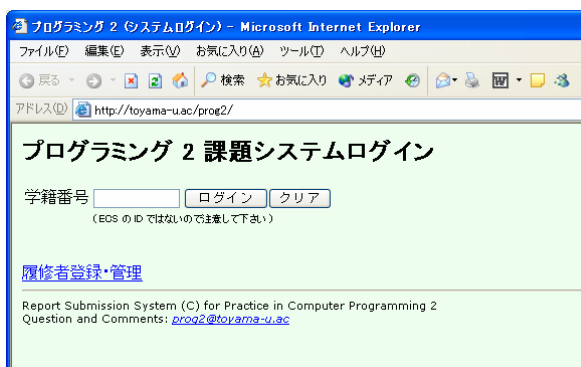 プログラミング 2 (システムログイン) - Microsoft Internet Explorer
ファイル(F) 編集(E) 表示(V) お気に入り(A) ツール(T) ヘルプ(H)
戻る 検索 お気に入り メディア
アドレス(D) http://toyama-u.ac/prog2/
プログラミング 2 課題システムログイン
学籍番号 ログイン クリア
(ECS の ID ではないので注意して下さい)
履修者登録・管理
Report Submission System (C) for Practice in Computer Programming 2
Question and Comments: prog2@toyama-u.ac